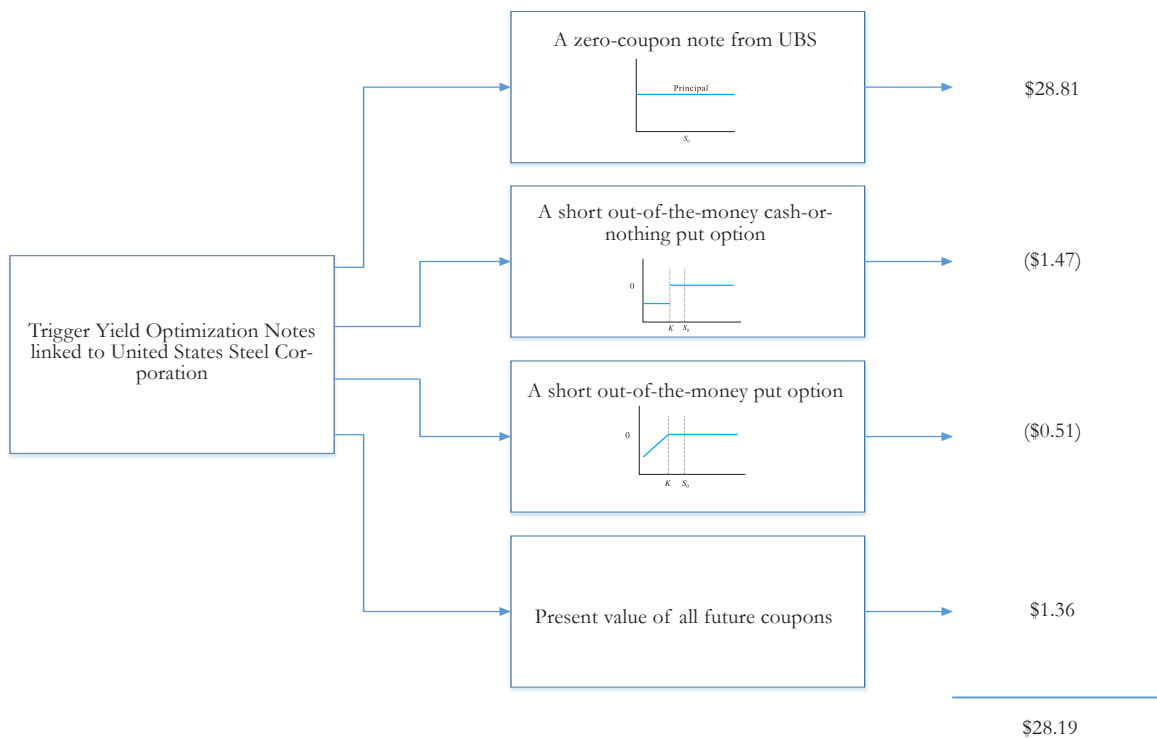 A zero-coupon note from UBS
Principal
S₀
$28.81
A short out-of-the-money cash-or-
nothing put option
0
K S₀
($1.47)
Trigger Yield Optimization Notes
linked to United States Steel Cor-
poration
A short out-of-the-money put option
0
K S₀
($0.51)
Present value of all future coupons
$1.36
$28.19